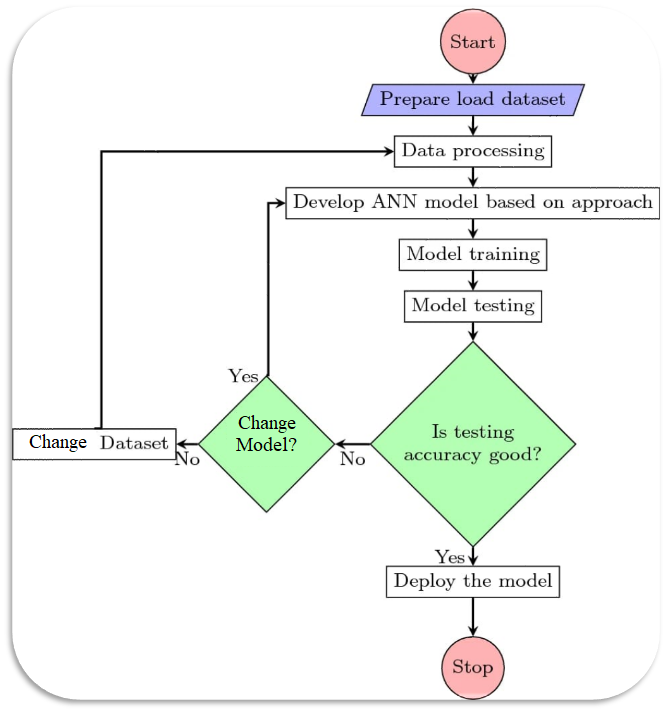 Start
Prepare load dataset
Data processing
Develop ANN model based on approach
Model training
Model testing
Yes
Change
Model?
Is testing
accuracy good?
Change Dataset
No
No
Yes
Deploy the model
Stop